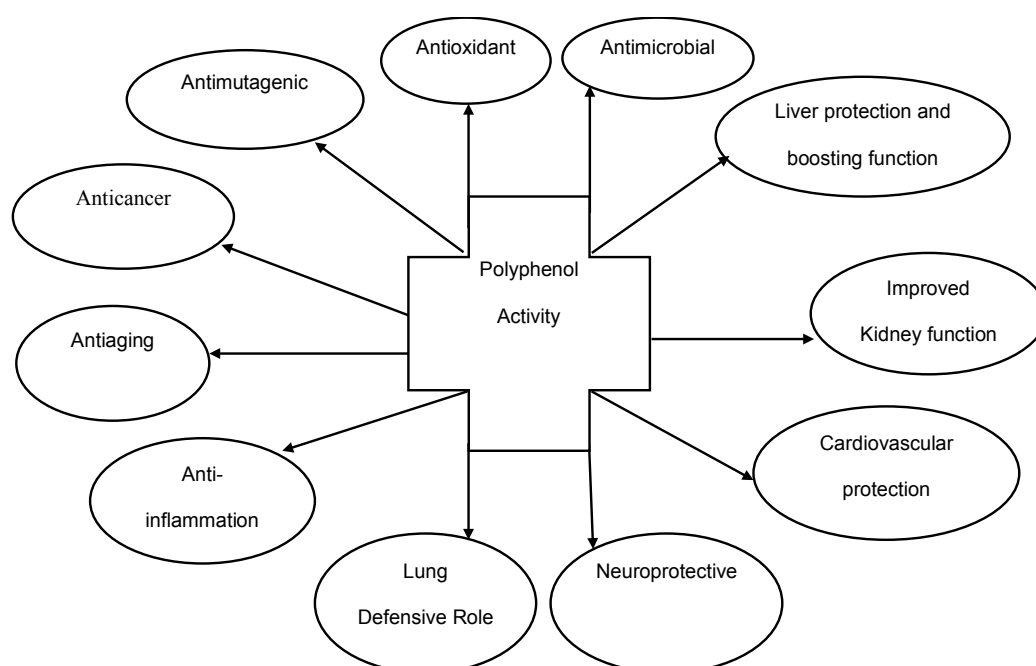 Antioxidant
Antimicrobial
Antimutagenic
Liver protection and
boosting function
Anticancer
Polyphenol
Activity
Improved
Kidney function
Antiaging
Cardiovascular
protection
Anti-
inflammation
Lung
Defensive Role
Neuroprotective